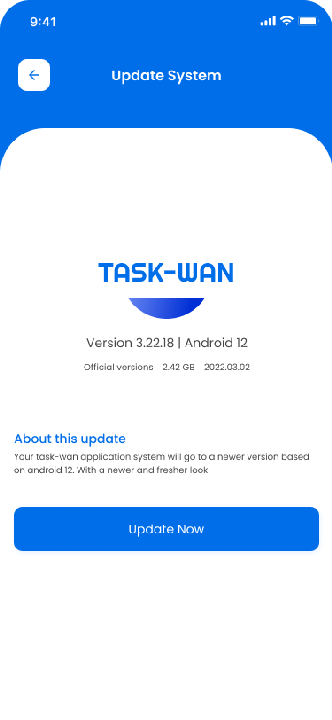 9:41
Update System
TASK-WAN
Version 3.22.18 | Android 12
Official versions - 2.42 GB - 2022.03.02
About this update
Your task-wan application system will go to a newer version based
on android 12. With a newer and fresher look
Update Now